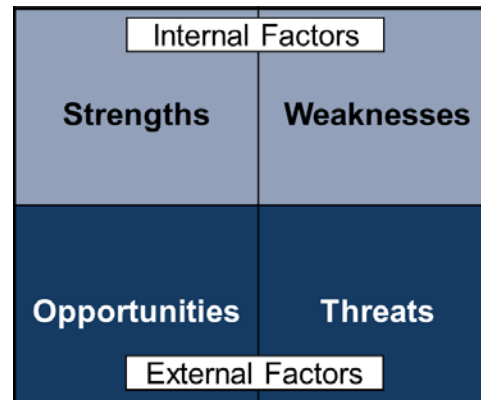 Internal Factors
Strengths Weaknesses
Opportunities Threats
External Factors